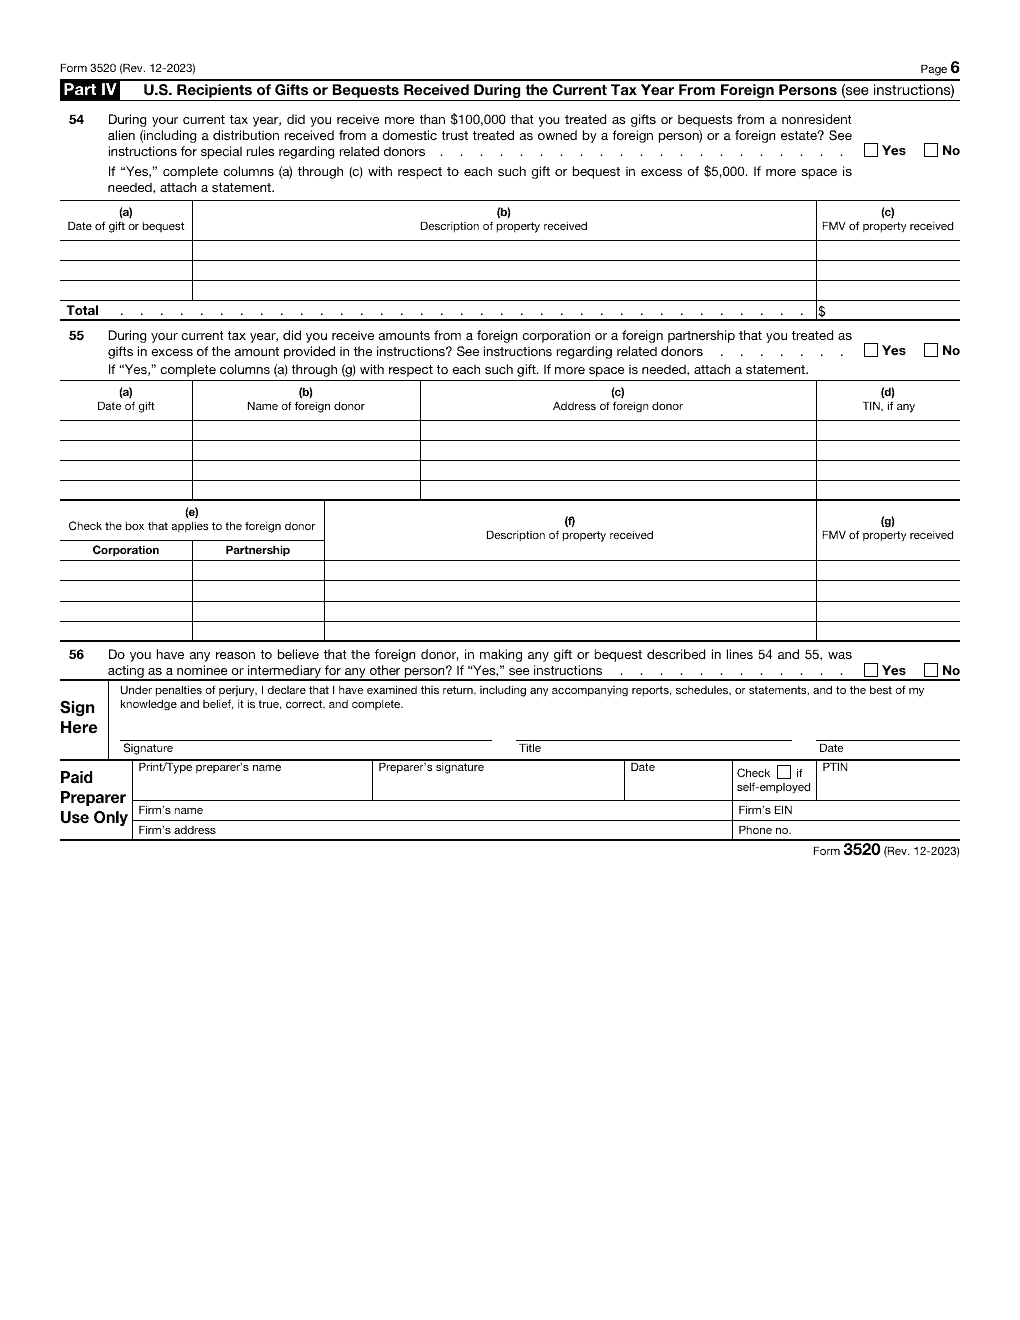 Form 3520 (Rev. 12-2023) Page 6
Part IV U.S. Recipients of Gifts or Bequests Received During the Current Tax Year From Foreign Persons (see instructions)
54 During your current tax year, did you receive more than $100,000 that you treated as gifts or bequests from a nonresident
alien (including a distribution received from a domestic trust treated as owned by a foreign person) or a foreign estate? See
instructions for special rules regarding related donors . . . . . . . . . . . . . . . . . . . . . Yes No
If “Yes,” complete columns (a) through (c) with respect to each such gift or bequest in excess of $5,000. If more space is
needed, attach a statement.
(a) (b) (c)
Date of gift or bequest Description of property received FMV of property received
Total . . . . . . . . . . . . . . . . . . . . . . . . . . . . . . . . . . . $
55 During your current tax year, did you receive amounts from a foreign corporation or a foreign partnership that you treated as
gifts in excess of the amount provided in the instructions? See instructions regarding related donors . . . . . . . Yes No
If “Yes,” complete columns (a) through (g) with respect to each such gift. If more space is needed, attach a statement.
(a) (b) (c) (d)
Date of gift Name of foreign donor Address of foreign donor TIN, if any
(e)
Check the box that applies to the foreign donor
(f) (g)
Description of property received FMV of property received
Corporation Partnership
56 Do you have any reason to believe that the foreign donor, in making any gift or bequest described in lines 54 and 55, was
acting as a nominee or intermediary for any other person? If “Yes,” see instructions . . . . . . . . . . . . Yes No
Sign
Here
Under penalties of perjury, I declare that I have examined this return, including any accompanying reports, schedules, or statements, and to the best of my
knowledge and belief, it is true, correct, and complete.
Signature Title Date
Paid
Preparer
Use Only
Print/Type preparer’s name Preparer’s signature Date Check if PTIN
self-employed
Firm’s name Firm’s EIN
Firm’s address Phone no.
Form 3520 (Rev. 12-2023)